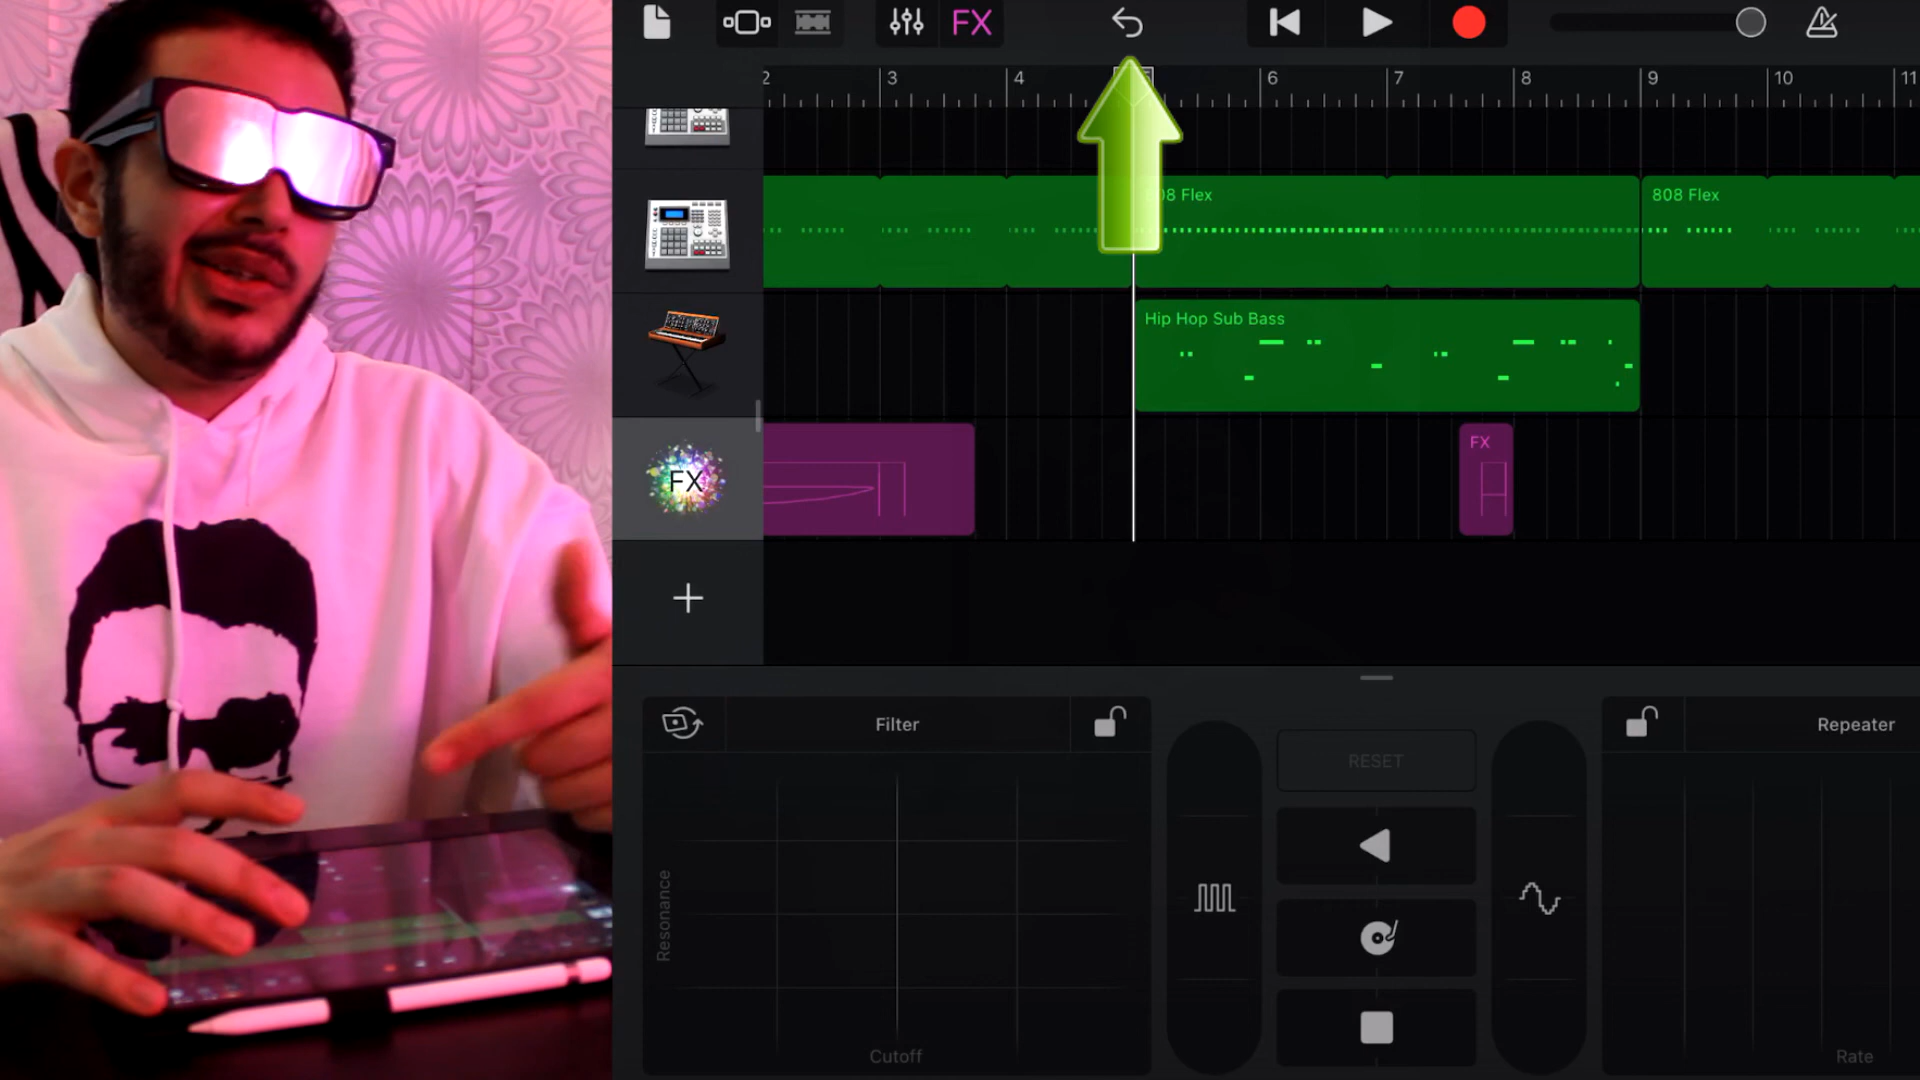 FX
2 3 4 6 7 8 9 10 11
08 Flex
808 Flex
Hip Hop Sub Bass
FX
FX
Filter
Repeater
RESET
Resonance
Cutoff
Rate